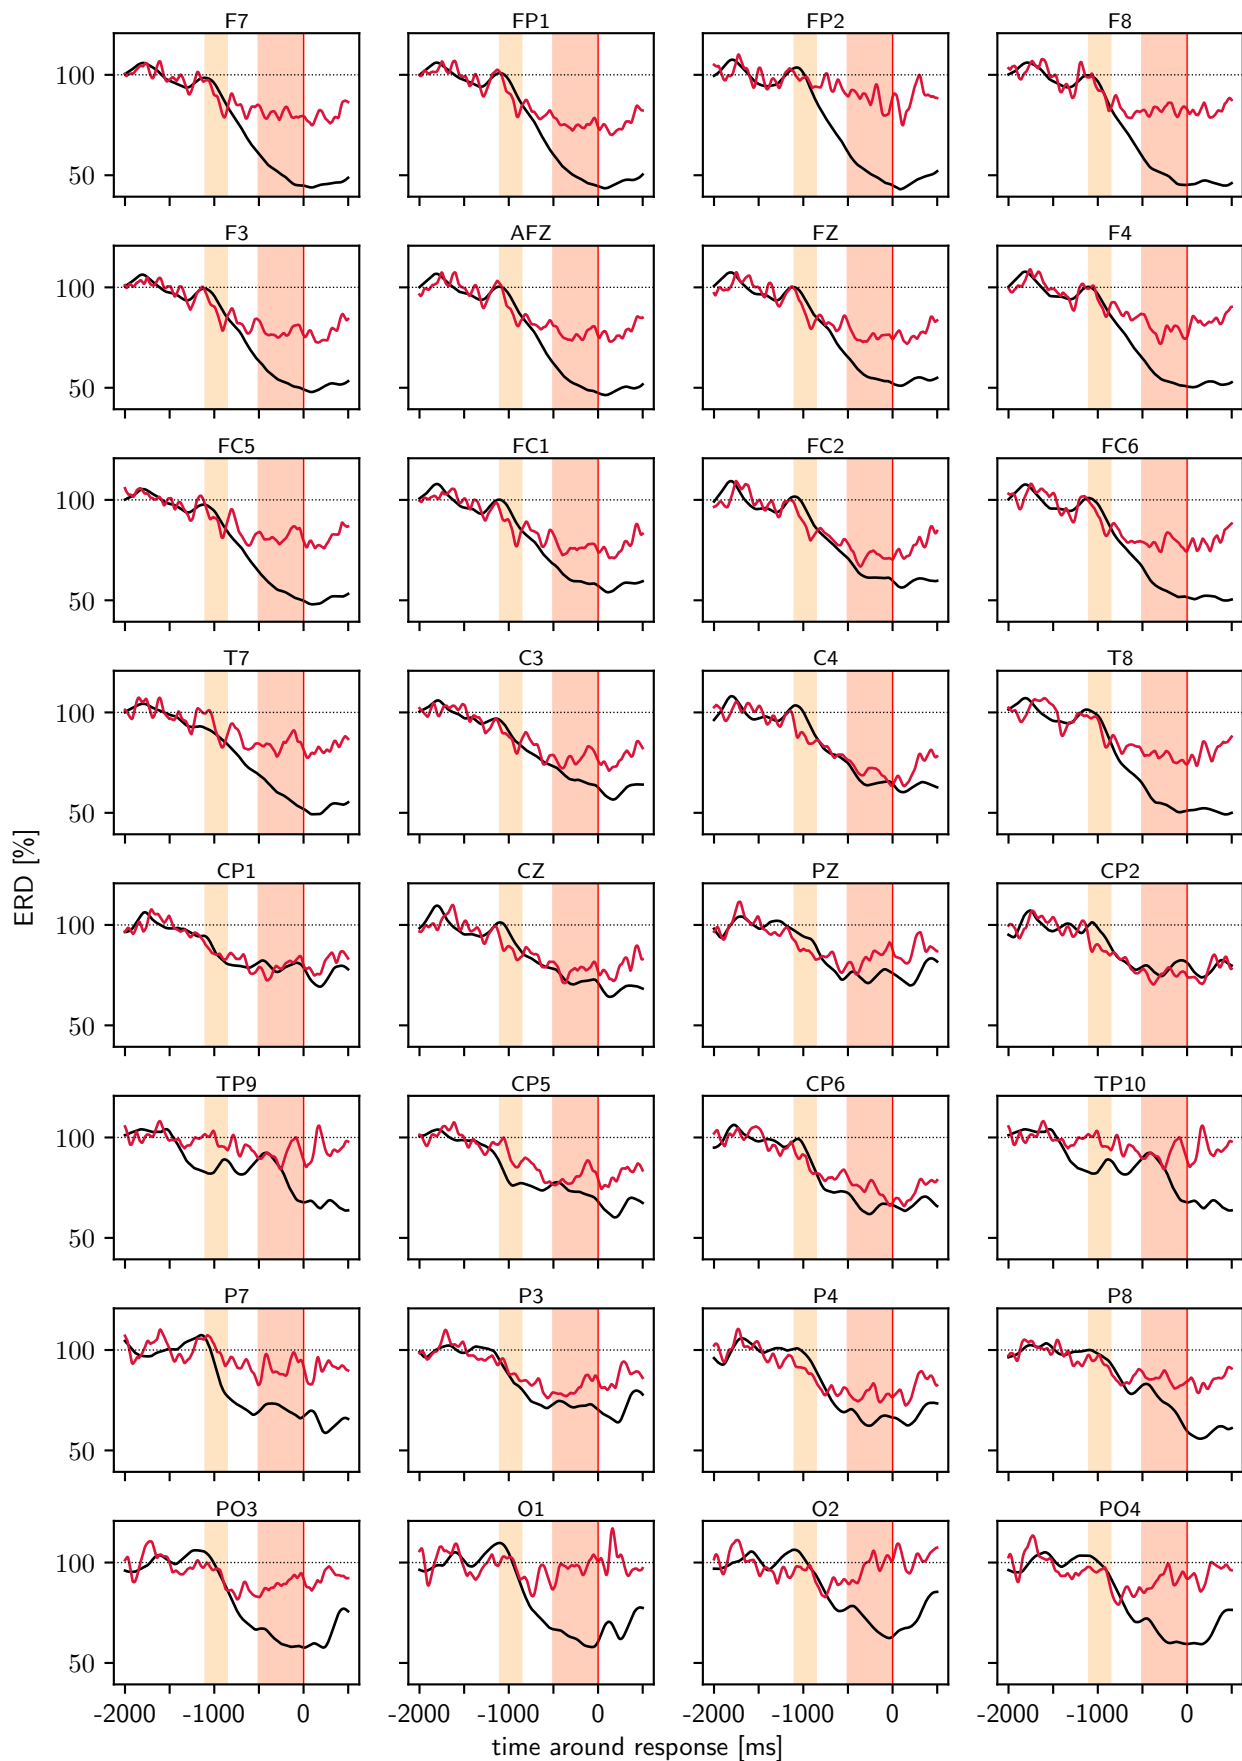 F7 FP1 FP2 F8
100
50
F3 AFZ FZ F4
100
50
FC5 FC1 FC2 FC6
100
50
T7 C3 C4 T8
100
50
ERD [%]
CP1 CZ PZ CP2
100
50
TP9 CP5 CP6 TP10
100
50
P7 P3 P4 P8
100
50
PO3 O1 O2 PO4
100
50
-2000 -1000 0 -2000 -1000 0 -2000 -1000 0 -2000 -1000 0
time around response [ms]